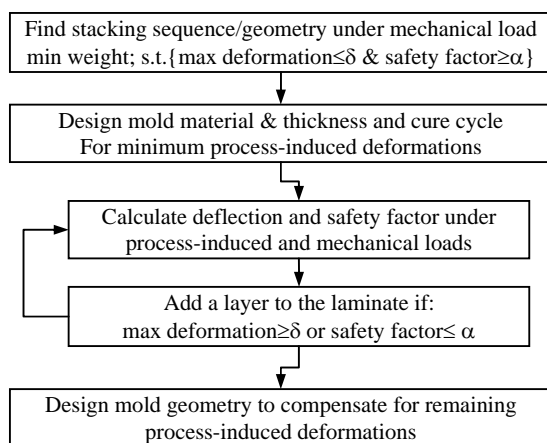 Find stacking sequence/geometry under mechanical load
min weight; s.t.{max deformation≤δ & safety factor≥α}
Design mold material & thickness and cure cycle
For minimum process-induced deformations
Calculate deflection and safety factor under
process-induced and mechanical loads
Add a layer to the laminate if:
max deformation≥δ or safety factor≤ α
Design mold geometry to compensate for remaining
process-induced deformations